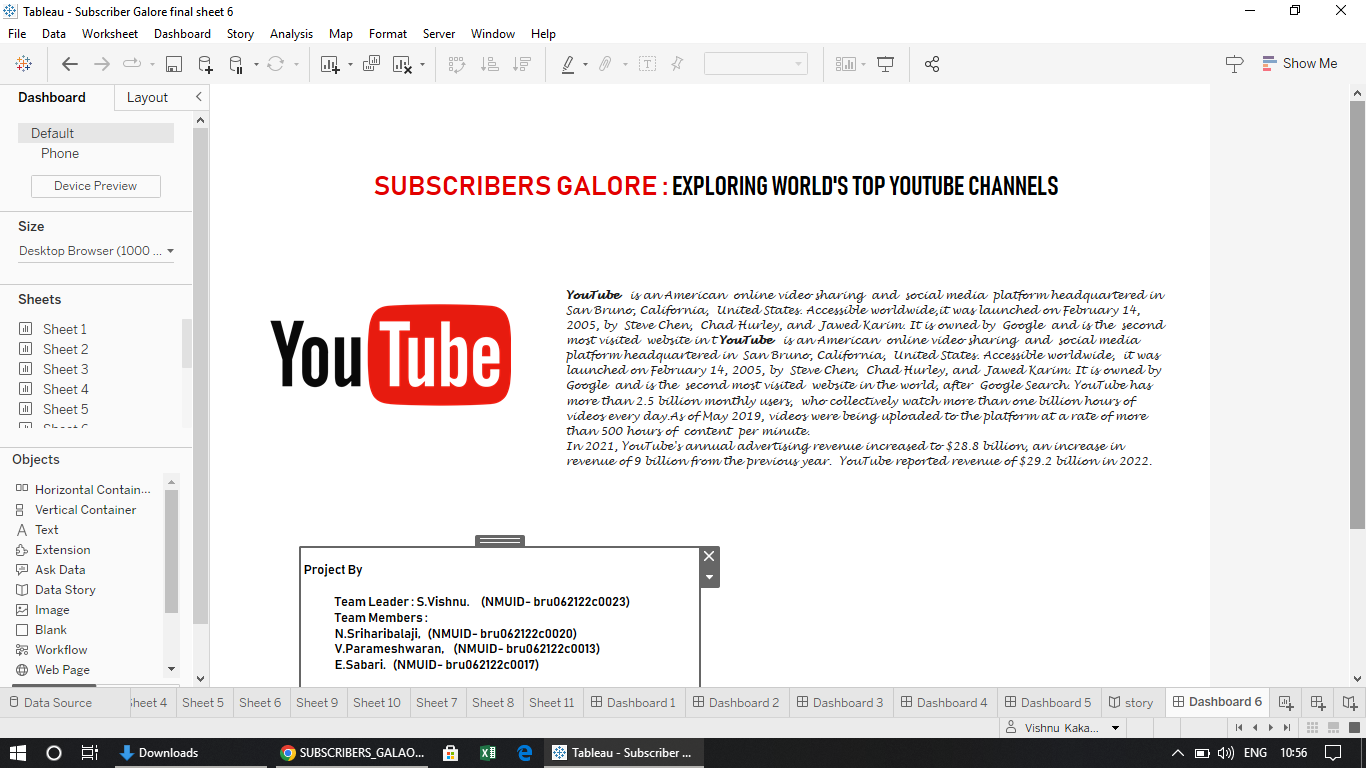 Tableau - Subscriber Galore final sheet 6
File Data Worksheet Dashboard Story Analysis Map Format Server Window Help
Show Me
Dashboard Layout
Default
Phone
Device Preview
Size
Desktop Browser (1000 ...
Sheets
Sheet 1
Sheet 2
Sheet 3
Sheet 4
Sheet 5
Objects
Horizontal Contain...
Vertical Container
Text
Extension
Ask Data
Data Story
Image
Blank
Workflow
Web Page
SUBSCRIBERS GALORE : EXPLORING WORLD'S TOP YOUTUBE CHANNELS
YouTube
YouTube is an American online video sharing and social media platform headquartered in
San Bruno, California, United States. Accessible worldwide,it was launched on February 14,
2005, by Steve Chen, Chad Hurley, and Jawed Karim. It is owned by Google and is the second
most visited website in t YouTube is an American online video sharing and social media
platform headquartered in San Bruno, California, United States. Accessible worldwide, it was
launched on February 14, 2005, by Steve Chen, Chad Hurley, and Jawed Karim. It is owned by
Google and is the second most visited website in the world, after Google Search. YouTube has
more than 2.5 billion monthly users, who collectively watch more than one billion hours of
videos every day.As of May 2019, videos were being uploaded to the platform at a rate of more
than 500 hours of content per minute.
In 2021, YouTube's annual advertising revenue increased to $28.8 billion, an increase in
revenue of 9 billion from the previous year. YouTube reported revenue of $29.2 billion in 2022.
Project By
Team Leader : S.Vishnu. (NMUID- bru062122c0023)
Team Members :
N.Sriharibalaji, (NMUID- bru062122c0020)
V.Parameshwaran, (NMUID- bru062122c0013)
E.Sabari. (NMUID- bru062122c0017)
Data Source Sheet 4 Sheet 5 Sheet 6 Sheet 9 Sheet 10 Sheet 7 Sheet 8 Sheet 11 Dashboard 1 Dashboard 2 Dashboard 3 Dashboard 4 Dashboard 5 story Dashboard 6
Vishnu Kaka...
Downloads SUBSCRIBERS_GALAO... Tableau - Subscriber ... ENG 10:56